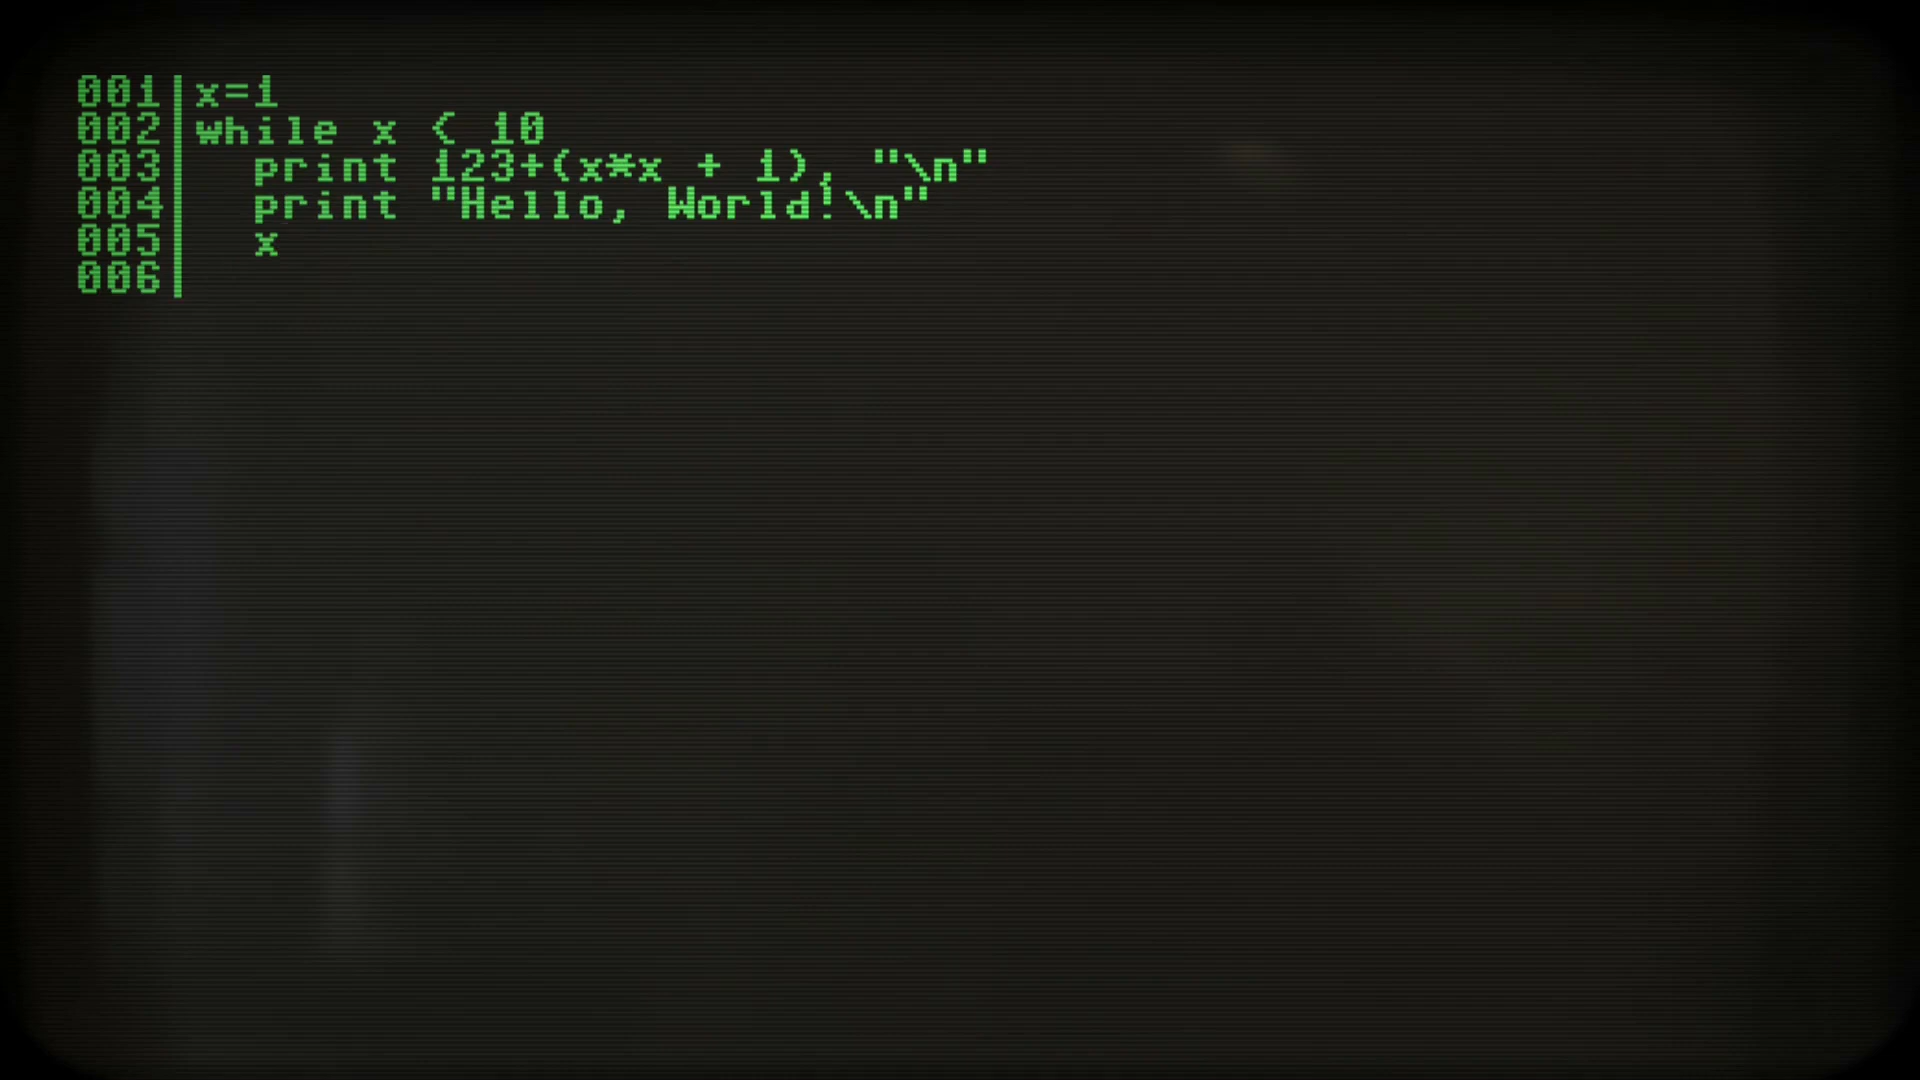 001|x=1
002|while x < 10
003|  print 123+(x*x + 1), "\n"
004|  print "Hello, World!\n"
005|  x
006|